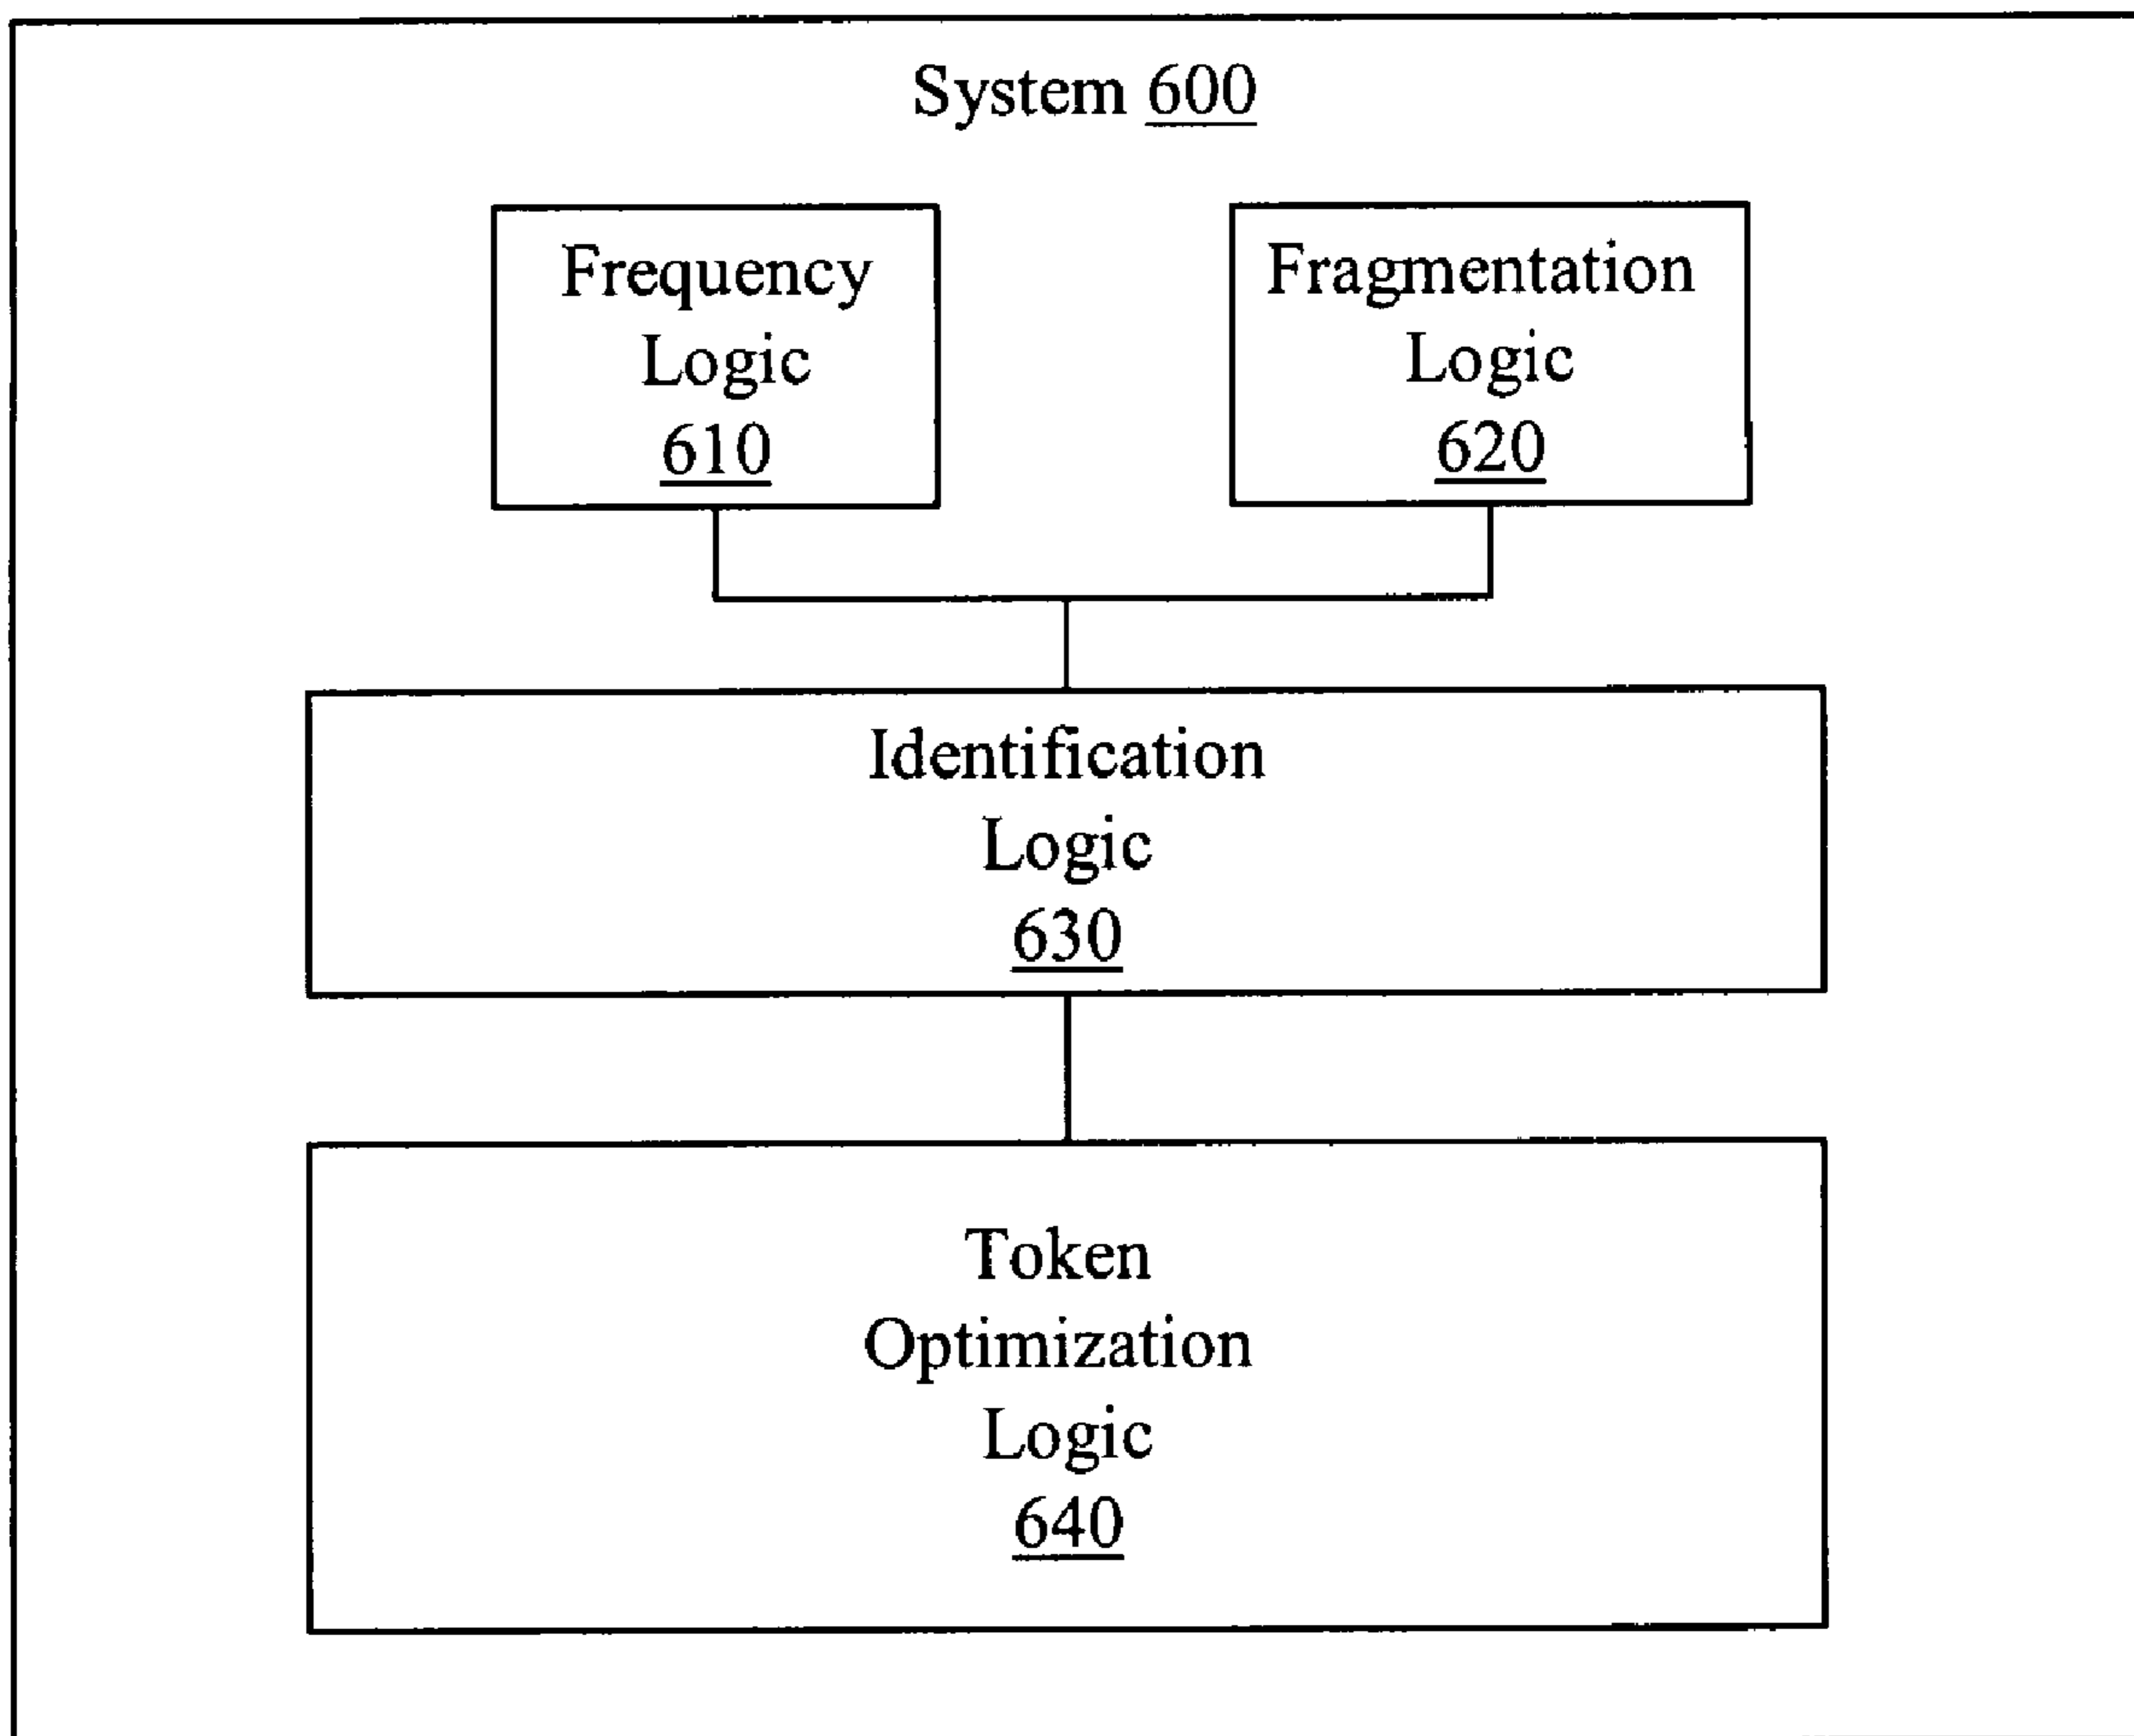 System 600
Frequency
Logic
610
Fragmentation
Logic
620
Identification
Logic
630
Token
Optimization
Logic
640